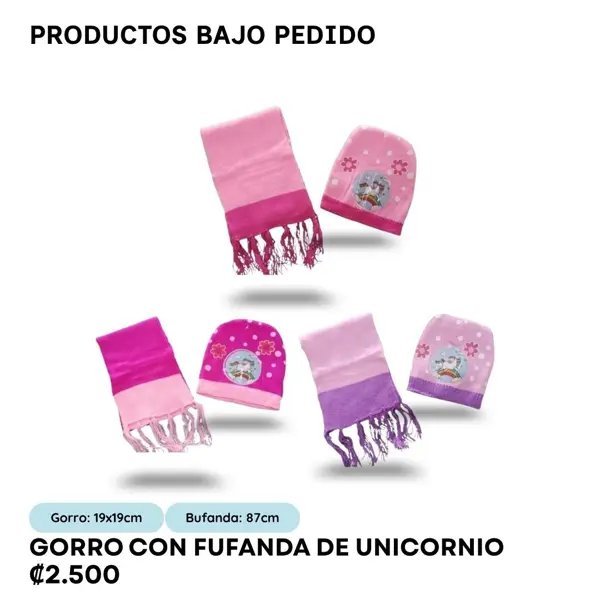 PRODUCTOS BAJO PEDIDO
Gorro: 19x19cm
Bufanda: 87cm
GORRO CON FUFANDA DE UNICORNIO
₡2.500